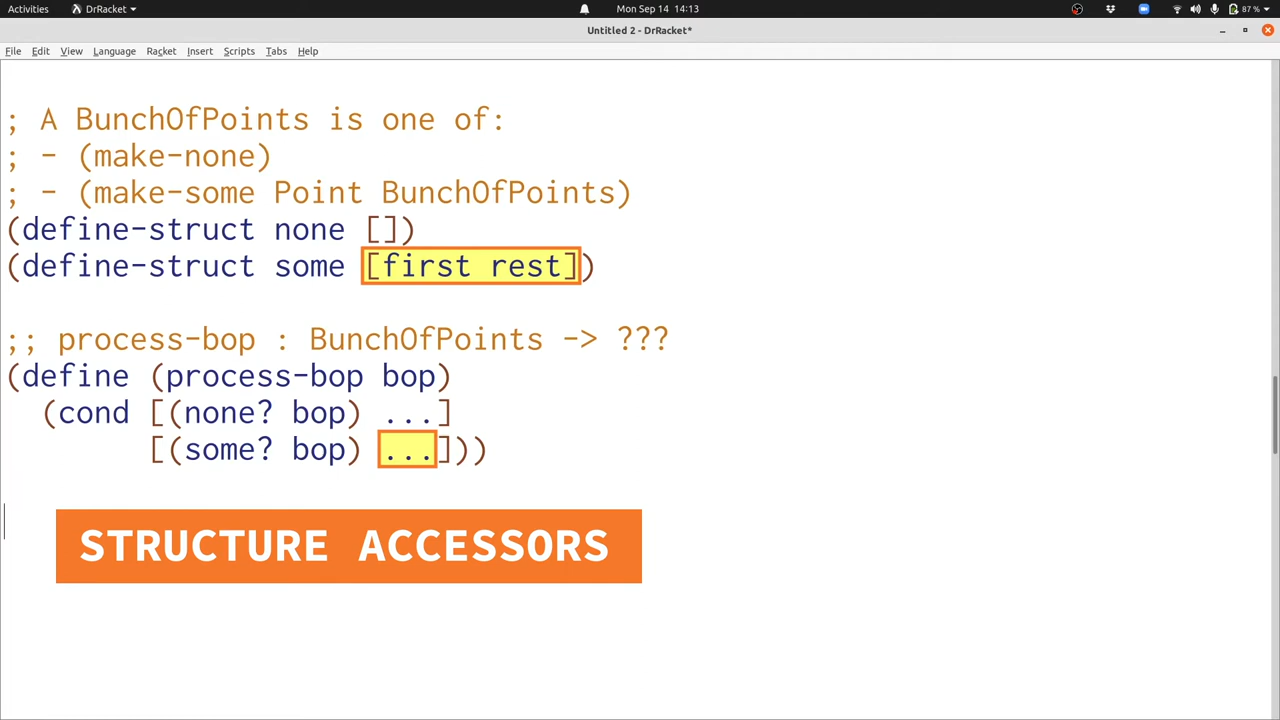 Activities DrRacket Mon Sep 14 14:13 87 %
Untitled 2 - DrRacket*
File Edit View Language Racket Insert Scripts Tabs Help
; A BunchOfPoints is one of:
; - (make-none)
; - (make-some Point BunchOfPoints)
(define-struct none [])
(define-struct some [first rest])
;; process-bop : BunchOfPoints -> ???
(define (process-bop bop)
(cond [(none? bop) ...]
[(some? bop) ...]))
STRUCTURE ACCESSORS